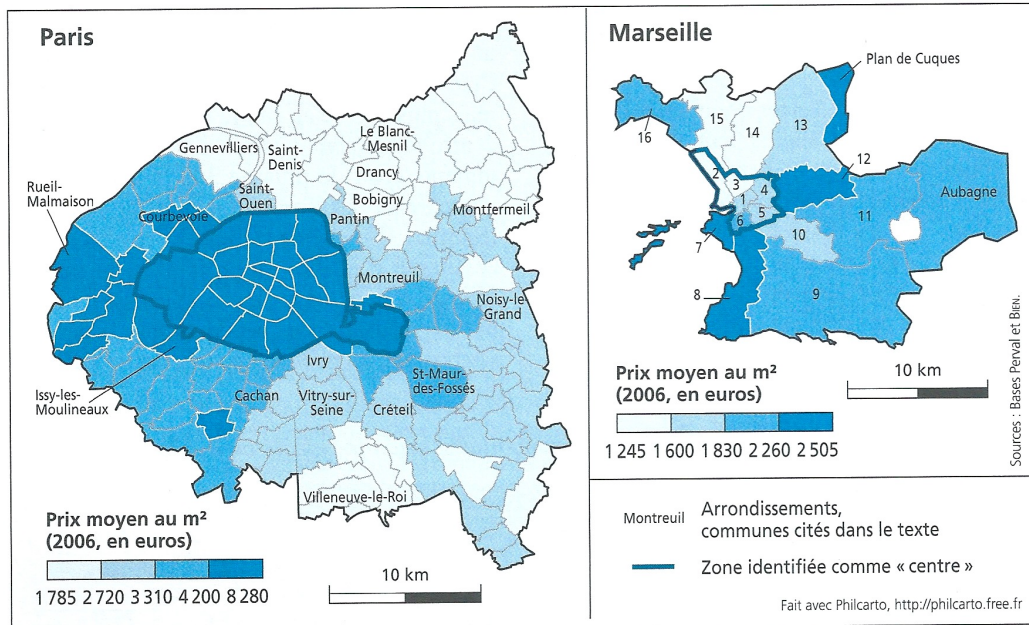 Paris
Gennevilliers
Saint-
Denis
Le Blanc-
Mesnil
Drancy
Bobigny
Rueil-
Malmaison
Courbevoie
Saint-
Ouen
Pantin
Montfermeil
Montreuil
Noisy-le-
Grand
Issy-les-
Moulineaux
Ivry
Cachan
Vitry-sur-
Seine
Créteil
St-Maur-
des-Fossés
Villeneuve-le-Roi
Prix moyen au m²
(2006, en euros)
1 785 2 720 3 310 4 200 8 280
10 km
Marseille
Plan de Cuques
16
15
14
13
12
2
3
1
4
5
6
7
8
9
10
11
Aubagne
Prix moyen au m²
(2006, en euros)
1 245 1 600 1 830 2 260 2 505
10 km
Sources : Bases Perval et BIEN.
Montreuil
Arrondissements,
communes cités dans le texte
Zone identifiée comme « centre »
Fait avec Philcarto, http://philcarto.free.fr